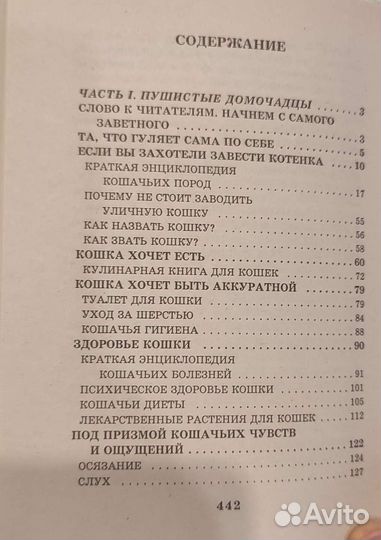 СОДЕРЖАНИЕ
ЧАСТЬ I. ПУШИСТЫЕ ДОМОЧАДЦЫ . . . . 3
СЛОВО К ЧИТАТЕЛЯМ. НАЧНЕМ С САМОГО
ЗАВЕТНОГО . . . . . . . . . . . . . . . . 3
ТА, ЧТО ГУЛЯЕТ САМА ПО СЕБЕ . . . . . . 5
ЕСЛИ ВЫ ЗАХОТЕЛИ ЗАВЕСТИ КОТЕНКА . . . 10
КРАТКАЯ ЭНЦИКЛОПЕДИЯ
КОШАЧЬИХ ПОРОД . . . . . . . . . . . 17
ПОЧЕМУ НЕ СТОИТ ЗАВОДИТЬ
УЛИЧНУЮ КОШКУ . . . . . . . . . . . . 55
КАК НАЗВАТЬ КОШКУ? . . . . . . . . . . 56
КАК ЗВАТЬ КОШКУ? . . . . . . . . . . . 58
КОШКА ХОЧЕТ ЕСТЬ . . . . . . . . . . . 60
КУЛИНАРНАЯ КНИГА ДЛЯ КОШЕК . . . . . 72
КОШКА ХОЧЕТ БЫТЬ АККУРАТНОЙ . . . . 79
ТУАЛЕТ ДЛЯ КОШКИ . . . . . . . . . . . 79
УХОД ЗА ШЕРСТЬЮ . . . . . . . . . . . . 84
КОШАЧЬЯ ГИГИЕНА . . . . . . . . . . . . 88
ЗДОРОВЬЕ КОШКИ . . . . . . . . . . . . . 90
КРАТКАЯ ЭНЦИКЛОПЕДИЯ
КОШАЧЬИХ БОЛЕЗНЕЙ . . . . . . . . . . 91
ПСИХИЧЕСКОЕ ЗДОРОВЬЕ КОШКИ . . . . 101
КОШАЧЬИ ДИЕТЫ . . . . . . . . . . . . . 105
ЛЕКАРСТВЕННЫЕ РАСТЕНИЯ ДЛЯ КОШЕК . . 112
ПОД ПРИЗМОЙ КОШАЧЬИХ ЧУВСТВ
И ОЩУЩЕНИЙ . . . . . . . . . . . . . . 122
ОСЯЗАНИЕ . . . . . . . . . . . . . . . . 124
СЛУХ . . . . . . . . . . . . . . . . . . 127
442
Avito